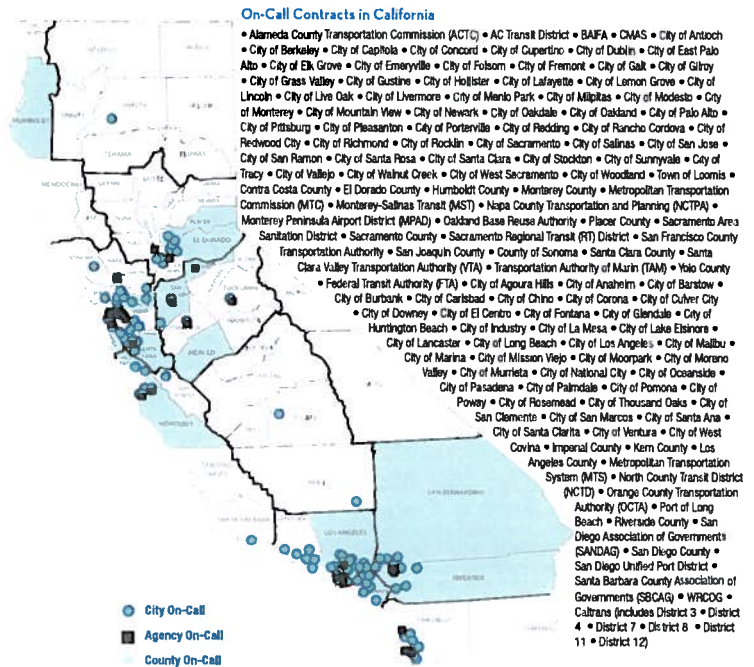 On-Call Contracts in California
• Alameda County Transportation Commission (ACTC) • AC Transit District • BAIFA • CMAS • City of Antioch
• City of Berkeley • City of Capitola • City of Concord • City of Cupertino • City of Dublin • City of East Palo
Alto • City of Elk Grove • City of Emeryville • City of Folsom • City of Fremont • City of Galt • City of Gilroy
• City of Grass Valley • City of Gustine • City of Hollister • City of Lafayette • City of Lemon Grove • City of
Lincoln • City of Live Oak • City of Livermore • City of Menlo Park • City of Milpitas • City of Modesto • City
of Monterey • City of Mountain View • City of Newark • City of Oakdale • City of Oakland • City of Palo Alto •
City of Pittsburg • City of Pleasanton • City of Porterville • City of Redding • City of Rancho Cordova • City of
Redwood City • City of Richmond • City of Rocklin • City of Sacramento • City of Salinas • City of San Jose •
City of San Ramon • City of Santa Rosa • City of Santa Clara • City of Stockton • City of Sunnyvale • City of
Tracy • City of Vallejo • City of Walnut Creek • City of West Sacramento • City of Woodland • Town of Loomis •
Contra Costa County • El Dorado County • Humboldt County • Monterey County • Metropolitan Transportation
Commission (MTC) • Monterey-Salinas Transit (MST) • Napa County Transportation and Planning (NCTPA) •
Monterey Peninsula Airport District (MPAD) • Oakland Base Reuse Authority • Placer County • Sacramento Area
Sanitation District • Sacramento County • Sacramento Regional Transit (RT) District • San Francisco County
Transportation Authority • San Joaquin County • County of Sonoma • Santa Clara County • Santa
Clara Valley Transportation Authority (VTA) • Transportation Authority of Marin (TAM) • Yolo County
• Federal Transit Authority (FTA) • City of Agoura Hills • City of Anaheim • City of Barstow •
City of Burbank • City of Carlsbad • City of Chino • City of Corona • City of Culver City
• City of Downey • City of El Centro • City of Fontana • City of Glendale • City of
Huntington Beach • City of Industry • City of La Mesa • City of Lake Elsinore •
City of Lancaster • City of Long Beach • City of Los Angeles • City of Malibu •
City of Marina • City of Mission Viejo • City of Moorpark • City of Moreno
Valley • City of Murrieta • City of National City • City of Oceanside •
City of Pasadena • City of Palmdale • City of Pomona • City of
Poway • City of Rosemead • City of Thousand Oaks • City of
San Clemente • City of San Marcos • City of Santa Ana •
City of Santa Clarita • City of Ventura • City of West
Covina • Imperial County • Kern County • Los
Angeles County • Metropolitan Transportation
System (MTS) • North County Transit District
(NCTD) • Orange County Transportation
Authority (OCTA) • Port of Long
Beach • Riverside County • San
Diego Association of Governments
(SANDAG) • San Diego County •
San Diego Unified Port District •
Santa Barbara County Association of
Governments (SBCAG) • WRCOG •
Caltrans (includes District 3 • District
4 • District 7 • District 8 • District
11 • District 12)
HUMBOLDT
TEHAMA
MENDOCINO
BUTTE
PLACER
EL DORADO
TUOLUMNE
MERCED
MONTEREY
SAN BERNARDINO
LOS ANGELES
RIVERSIDE
City On-Call
Agency On-Call
County On-Call